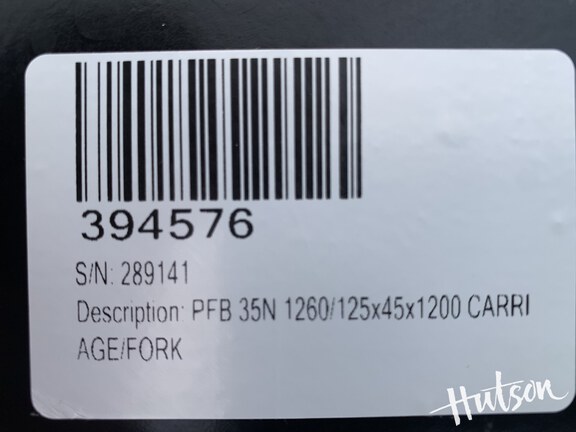 394576
S/N: 289141
Description: PFB 35N 1260/125x45x1200 CARRI
AGE/FORK
Hutson